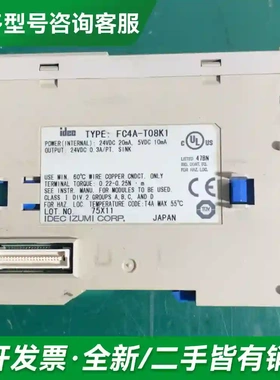 型号咨询客服
idec TYPE: FC4A-T08K1
POWER(INTERNAL) 24VDC 20mA, 5VDC 10mA
OUTPUT: 24VDC 0.3A/PT. SINK
LISTED 47BN
USE MIN. 60℃ WIRE COPPER CNDCT. ONLY
TERMINAL TORQUE: 0.22-0.25N・m
SEE INSTR. MANU. FOR MODULES TO BE USED.
CLASS I DIV 2 GROUPS A, B, C, AND D
HAZ. LOC. TEMPERATURE CODE: T4A MAX 55℃
LOT NO. 75X11
IDEC IZUMI CORP. JAPAN
开发票·全新/二手皆有